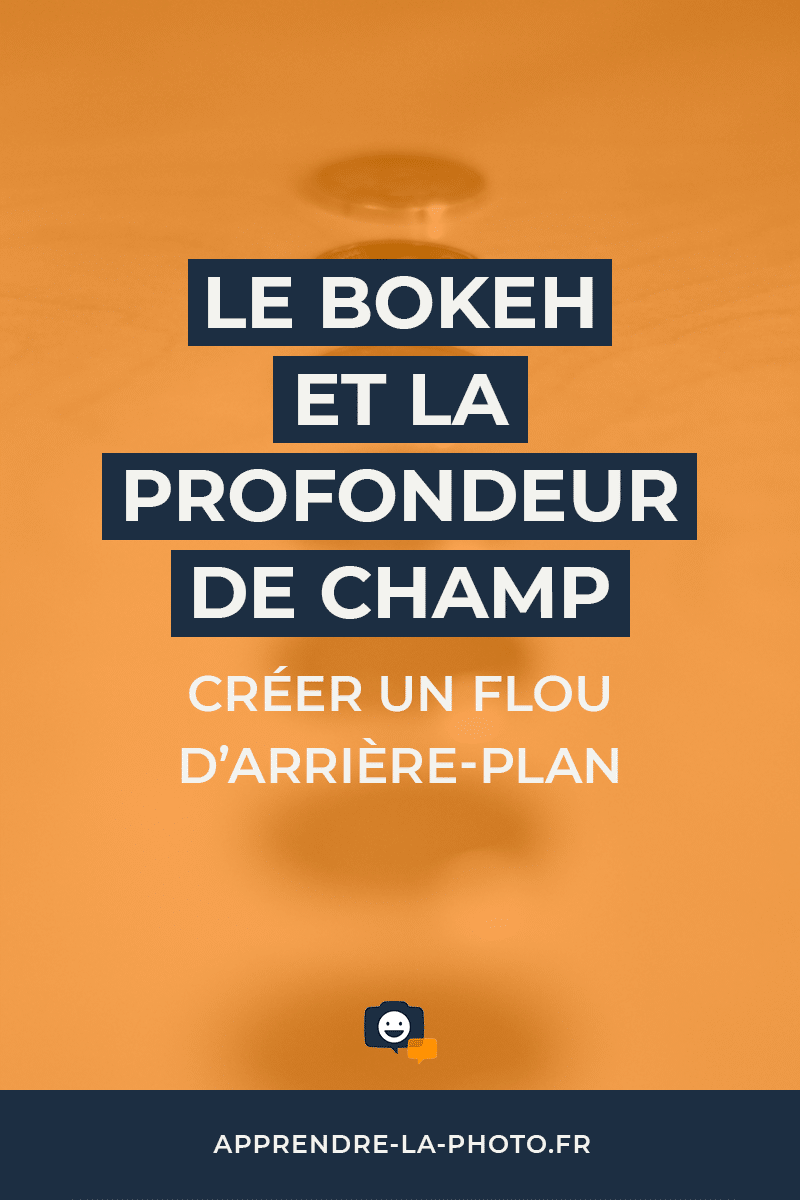 LE BOKEH
ET LA
PROFONDEUR
DE CHAMP
CRÉER UN FLOU
D’ARRIÈRE-PLAN
APPRENDRE-LA-PHOTO.FR